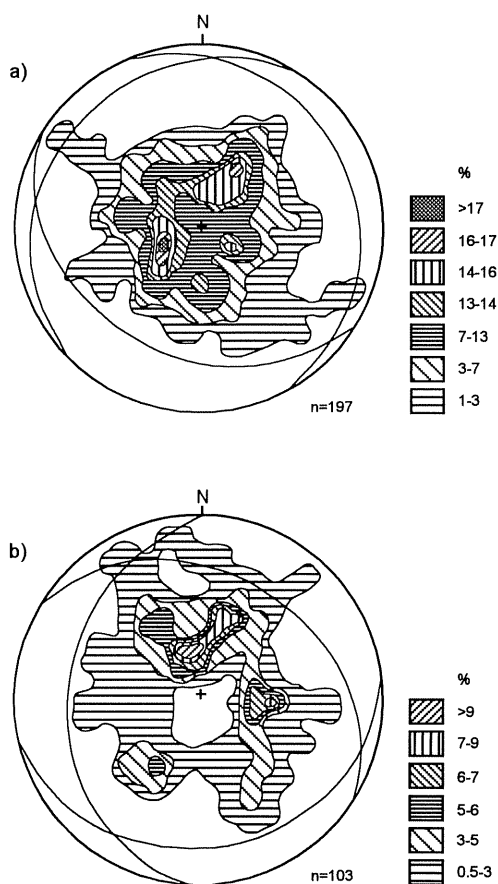 N
a)
%
>17
16-17
14-16
13-14
7-13
3-7
1-3
n=197
N
b)
%
>9
7-9
6-7
5-6
3-5
0.5-3
n=103